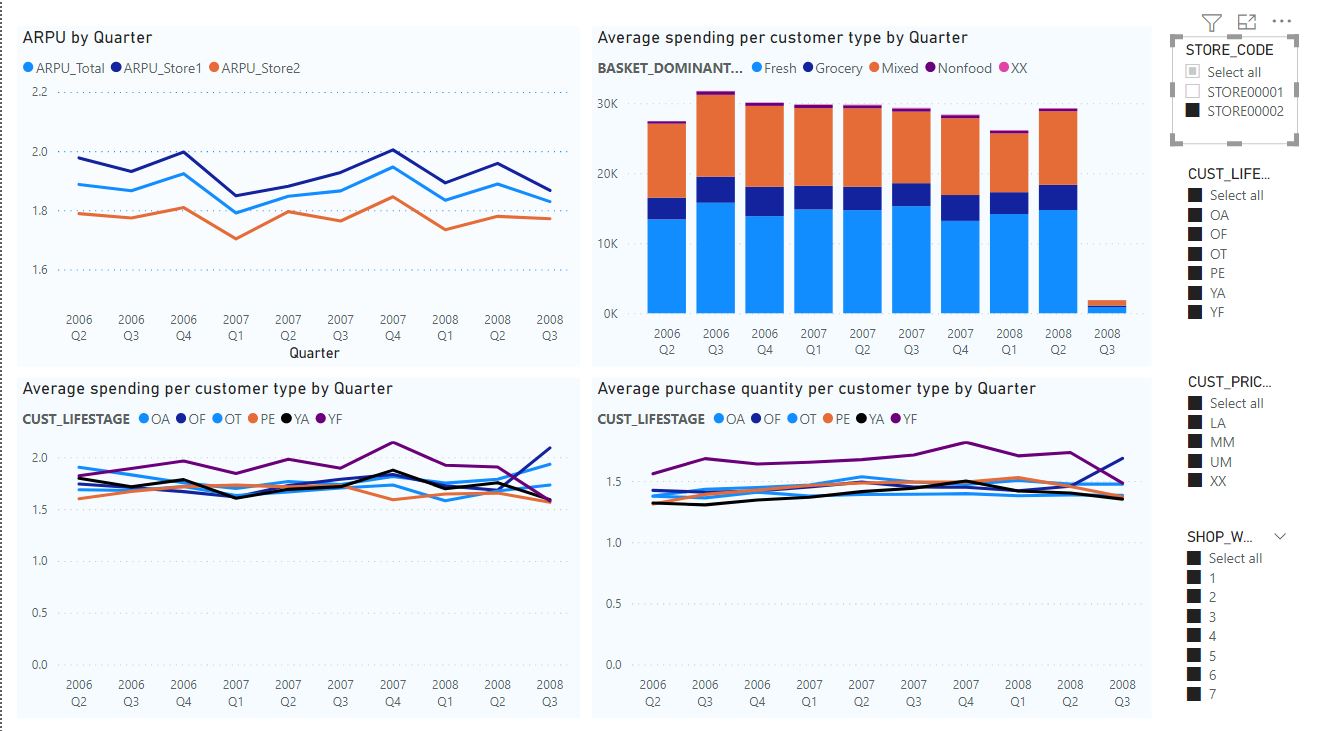 ARPU by Quarter
ARPU_Total ARPU_Store1 ARPU_Store2
2.2
2.0
1.8
1.6
2006 2006 2006 2007 2007 2007 2007 2008 2008 2008
Q2 Q3 Q4 Q1 Q2 Q3 Q4 Q1 Q2 Q3
Quarter
Average spending per customer type by Quarter
BASKET_DOMINANT... Fresh Grocery Mixed Nonfood XX
30K
20K
10K
0K
2006 2006 2006 2007 2007 2007 2007 2008 2008 2008
Q2 Q3 Q4 Q1 Q2 Q3 Q4 Q1 Q2 Q3
Average spending per customer type by Quarter
CUST_LIFESTAGE OA OF OT PE YA YF
2.0
1.5
1.0
0.5
0.0
2006 2006 2006 2007 2007 2007 2007 2008 2008 2008
Q2 Q3 Q4 Q1 Q2 Q3 Q4 Q1 Q2 Q3
Average purchase quantity per customer type by Quarter
CUST_LIFESTAGE OA OF OT PE YA YF
1.5
1.0
0.5
0.0
2006 2006 2006 2007 2007 2007 2007 2008 2008 2008
Q2 Q3 Q4 Q1 Q2 Q3 Q4 Q1 Q2 Q3
STORE_CODE
Select all
STORE00001
STORE00002
CUST_LIFE...
Select all
OA
OF
OT
PE
YA
YF
CUST_PRIC...
Select all
LA
MM
UM
XX
SHOP_W...
Select all
1
2
3
4
5
6
7